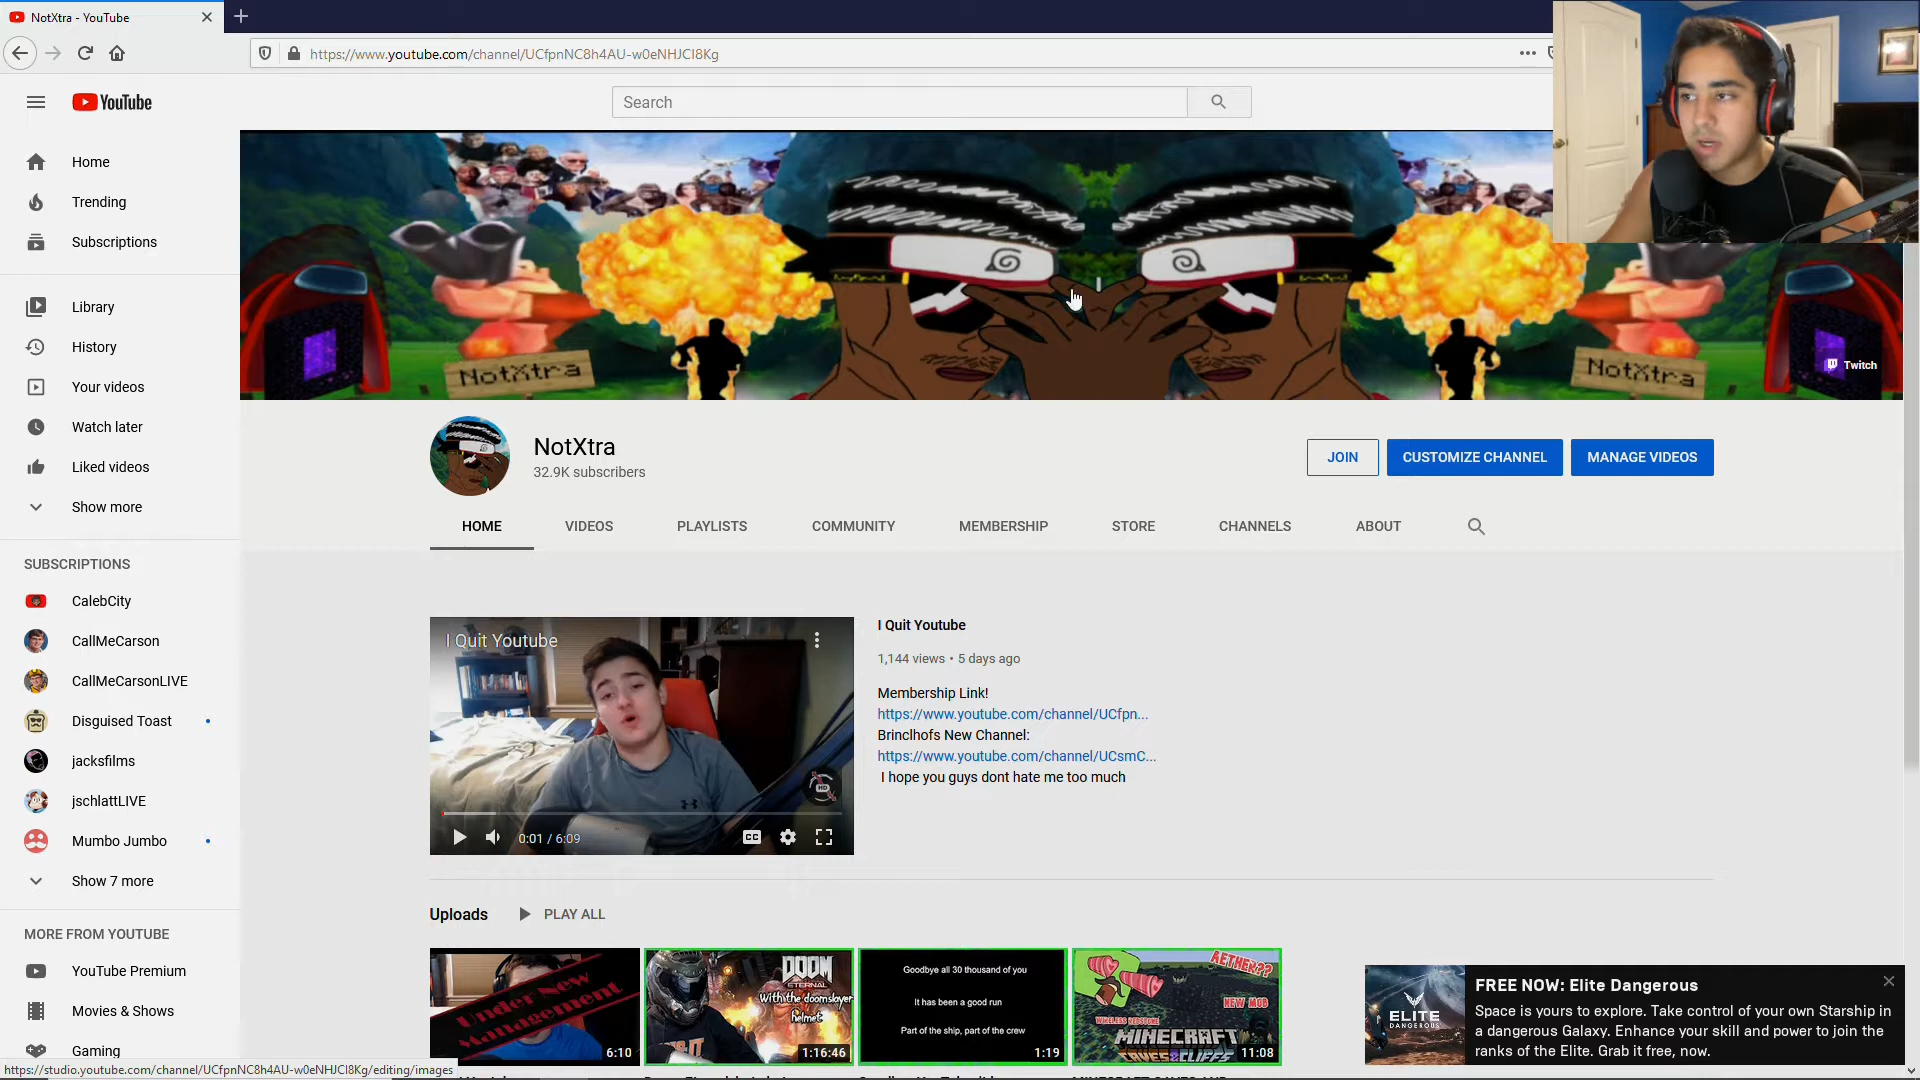 NotXtra - YouTube
https://www.youtube.com/channel/UCfpnNC8h4AU-w0eNHJCI8Kg
YouTube
Search
Home
Trending
Subscriptions
Library
History
Your videos
Watch later
Liked videos
Show more
SUBSCRIPTIONS
CalebCity
CallMeCarson
CallMeCarsonLIVE
Disguised Toast
jacksfilms
jschlattLIVE
Mumbo Jumbo
Show 7 more
MORE FROM YOUTUBE
YouTube Premium
Movies & Shows
Gaming
NotXtra
NotXtra
Twitch
NotXtra
32.9K subscribers
JOIN
CUSTOMIZE CHANNEL
MANAGE VIDEOS
HOME
VIDEOS
PLAYLISTS
COMMUNITY
MEMBERSHIP
STORE
CHANNELS
ABOUT
I Quit Youtube
HD
0:01 / 6:09
CC
I Quit Youtube
1,144 views • 5 days ago
Membership Link!
https://www.youtube.com/channel/UCfpn...
Brinclhofs New Channel:
https://www.youtube.com/channel/UCsmC...
I hope you guys dont hate me too much
Uploads
PLAY ALL
Under New
Management
6:10
DOOM
ETERNAL
With the doomslayer
helmet
1:16:46
Goodbye all 30 thousand of you
It has been a good run
Part of the ship, part of the crew
1:19
AETHER??
NEW MOB
WIRELESS REDSTONE
MINECRAFT
CAVES & CLIFFS
11:08
ELITE
DANGEROUS
FREE NOW: Elite Dangerous
Space is yours to explore. Take control of your own Starship in
a dangerous Galaxy. Enhance your skill and power to join the
ranks of the Elite. Grab it free, now.
https://studio.youtube.com/channel/UCfpnNC8h4AU-w0eNHJCI8Kg/editing/images